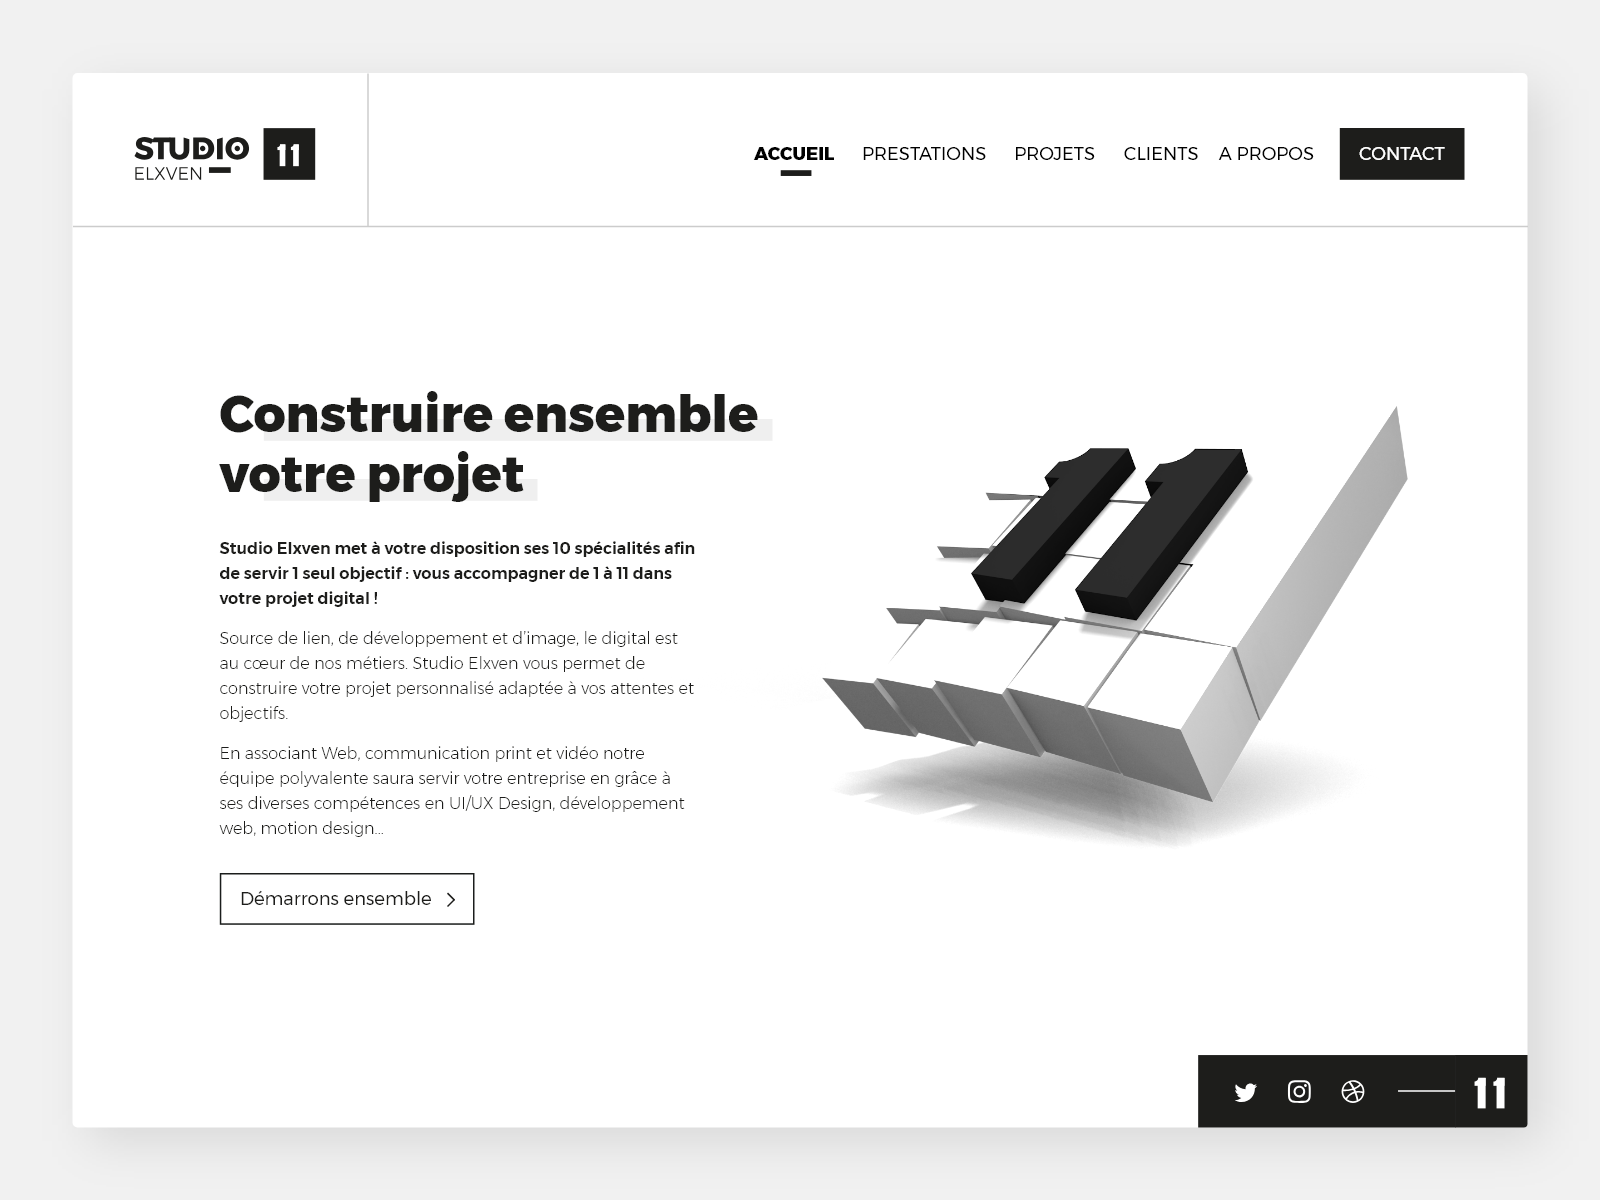 STUDIO
ELXVEN
11
ACCUEIL PRESTATIONS PROJETS CLIENTS A PROPOS CONTACT
Construire ensemble
votre projet
Studio Elxven met à votre disposition ses 10 spécialités afin
de servir 1 seul objectif : vous accompagner de 1 à 11 dans
votre projet digital !
Source de lien, de développement et d’image, le digital est
au cœur de nos métiers. Studio Elxven vous permet de
construire votre projet personnalisé adaptée à vos attentes et
objectifs.
En associant Web, communication print et vidéo notre
équipe polyvalente saura servir votre entreprise en grâce à
ses diverses compétences en UI/UX Design, développement
web, motion design...
Démarrons ensemble
11
11